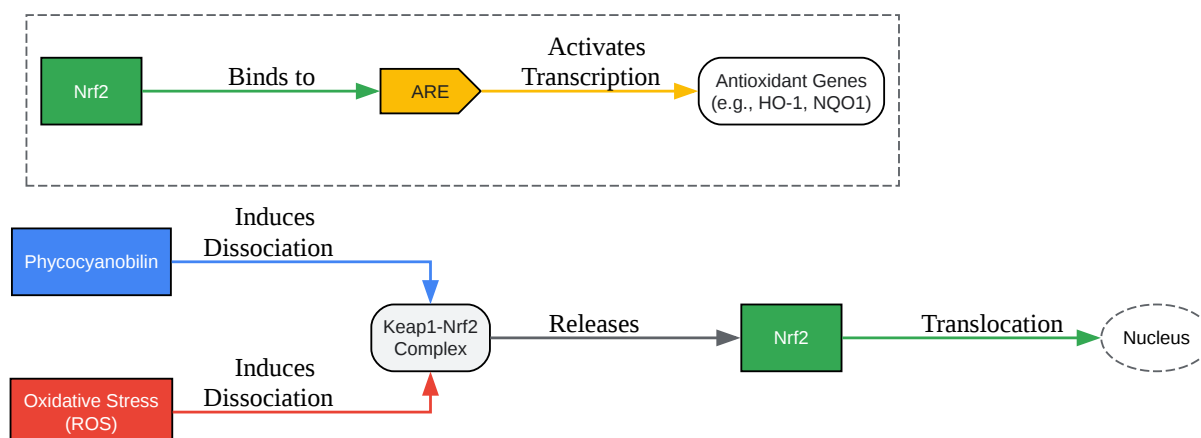 Nrf2
Binds to
ARE
Activates
Transcription
Antioxidant Genes
(e.g., HO-1, NQO1)
Induces
Dissociation
Phycocyanobilin
Keap1-Nrf2
Complex
Releases
Nrf2
Translocation
Nucleus
Induces
Dissociation
Oxidative Stress
(ROS)